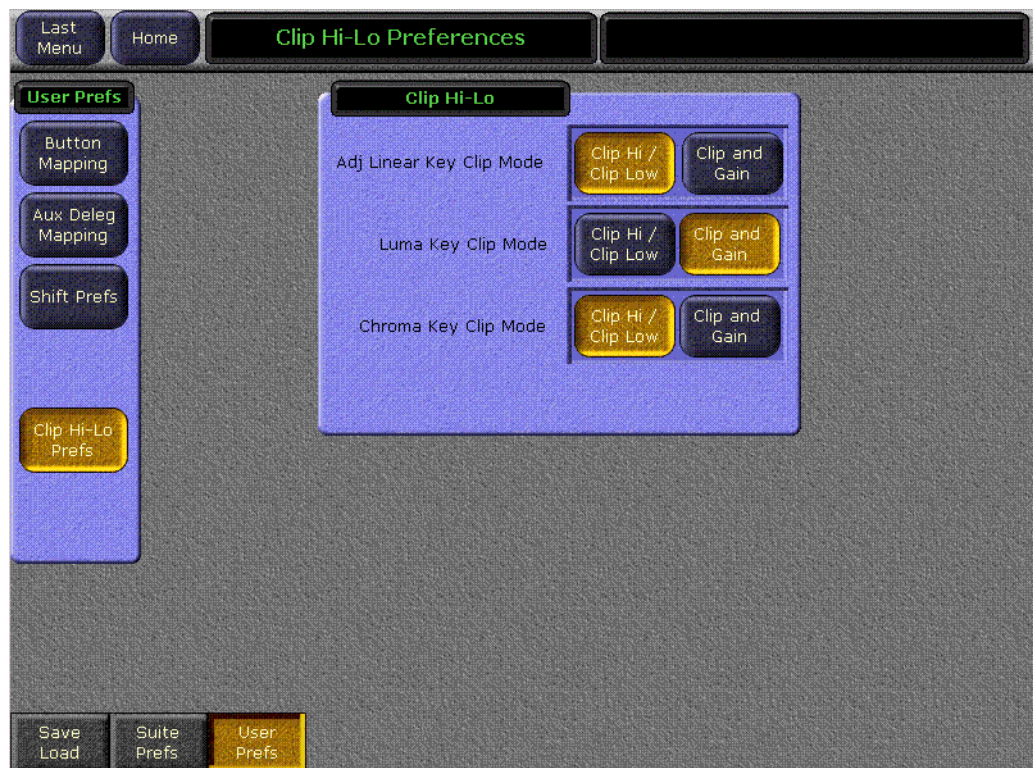 Last
Menu
Home
Clip Hi-Lo Preferences
User Prefs
Button
Mapping
Aux Deleg
Mapping
Shift Prefs
Clip Hi-Lo
Prefs
Clip Hi-Lo
Adj Linear Key Clip Mode
Clip Hi /
Clip Low
Clip and
Gain
Luma Key Clip Mode
Clip Hi /
Clip Low
Clip and
Gain
Chroma Key Clip Mode
Clip Hi /
Clip Low
Clip and
Gain
Save
Load
Suite
Prefs
User
Prefs